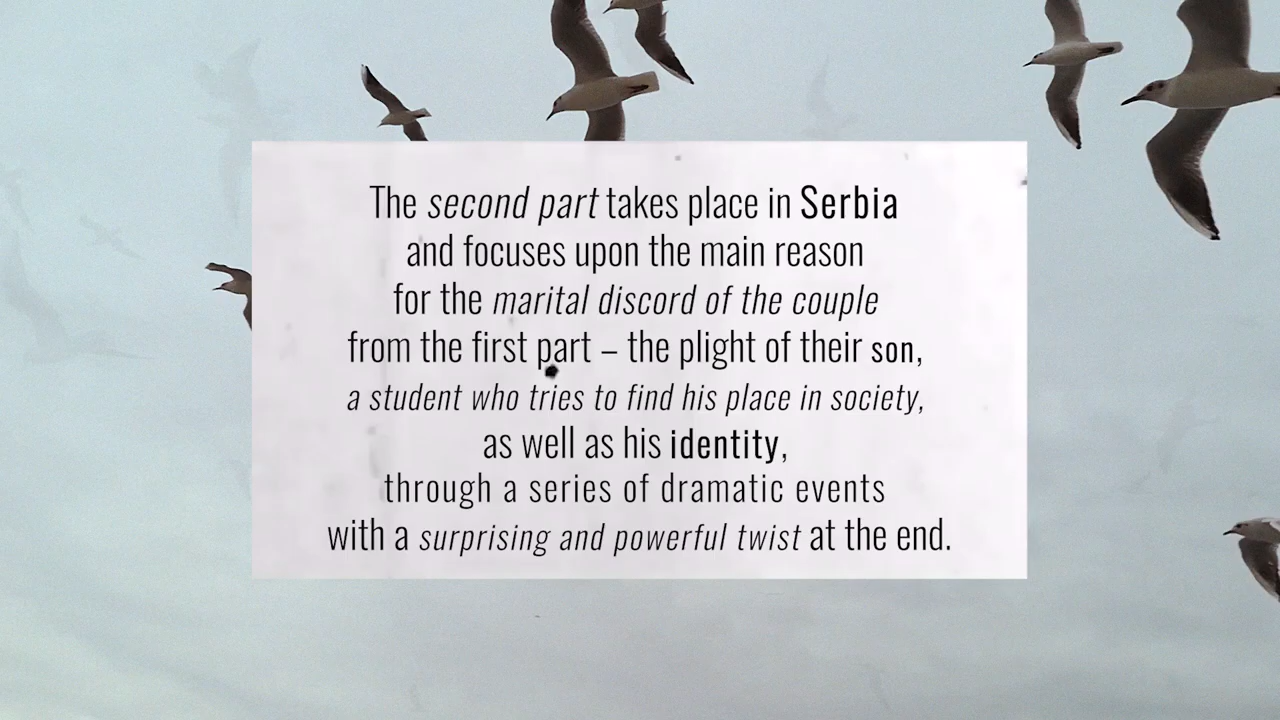 The second part takes place in Serbia
and focuses upon the main reason
for the marital discord of the couple
from the first part – the plight of their son,
a student who tries to find his place in society,
as well as his identity,
through a series of dramatic events
with a surprising and powerful twist at the end.